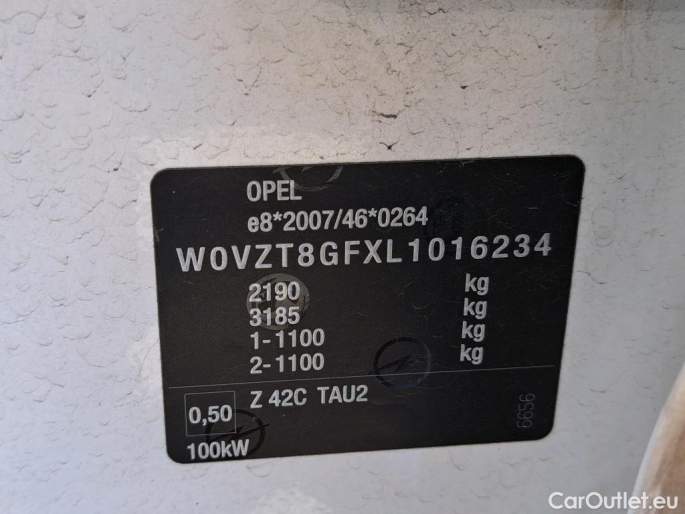 OPEL
e8*2007/46*0264
W0VZT8GFXL1016234
2190 kg
3185 kg
1-1100 kg
2-1100 kg
0,50 Z 42C TAU2
100kW
6656
CarOutlet.eu